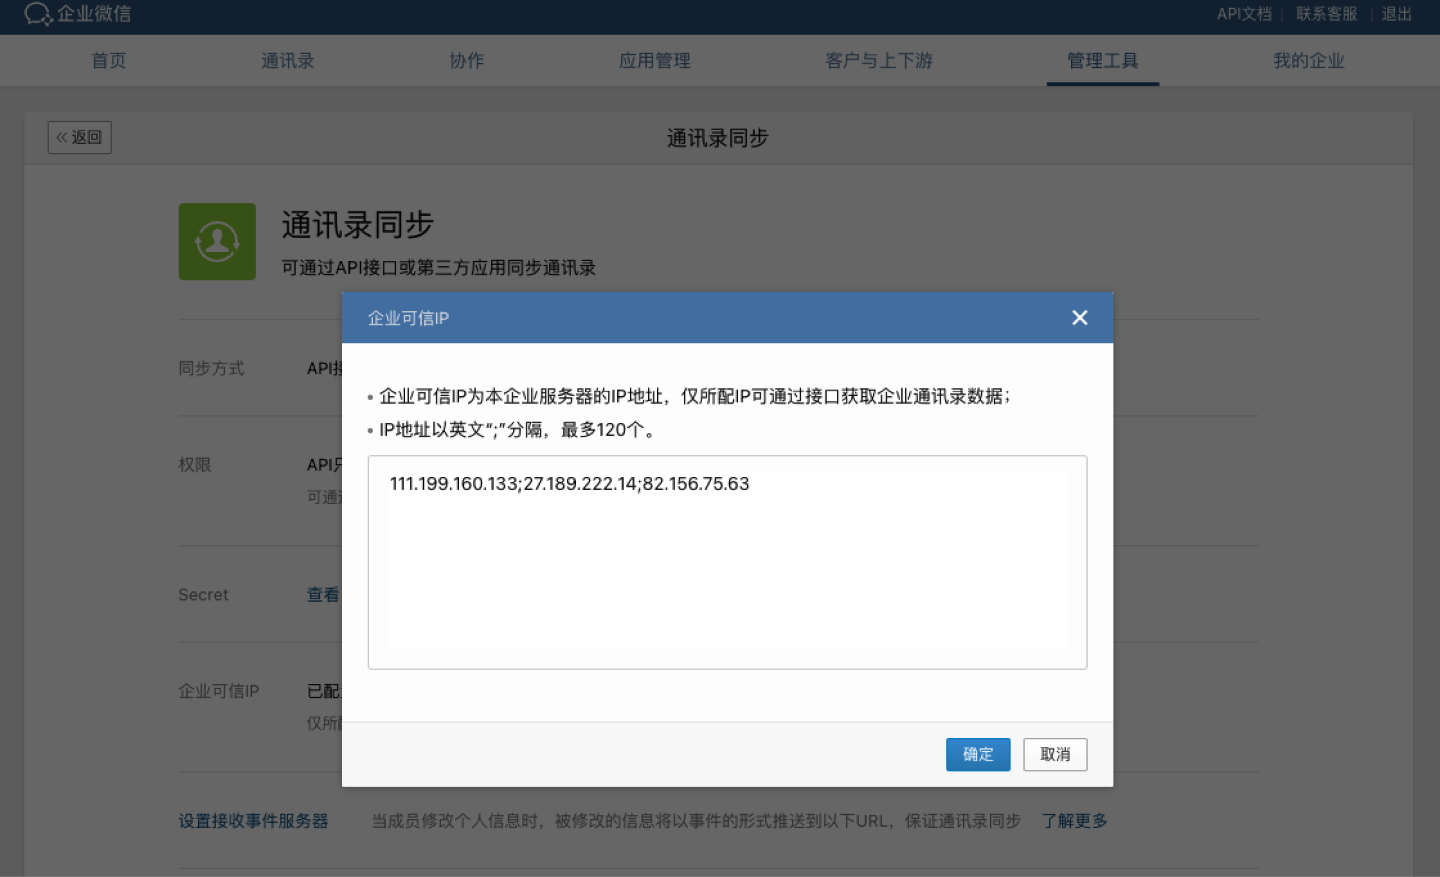 企业微信
API文档 | 联系客服 | 退出
首页 通讯录 协作 应用管理 客户与上下游 管理工具 我的企业
« 返回 通讯录同步
通讯录同步
可通过API接口或第三方应用同步通讯录
企业可信IP
同步方式 API接
• 企业可信IP为本企业服务器的IP地址，仅所配IP可通过接口获取企业通讯录数据；
• IP地址以英文“;”分隔，最多120个。
权限 API只
可通
111.199.160.133;27.189.222.14;82.156.75.63
Secret 查看
企业可信IP 已配
仅所
确定 取消
设置接收事件服务器 当成员修改个人信息时，被修改的信息将以事件的形式推送到以下URL，保证通讯录同步 了解更多